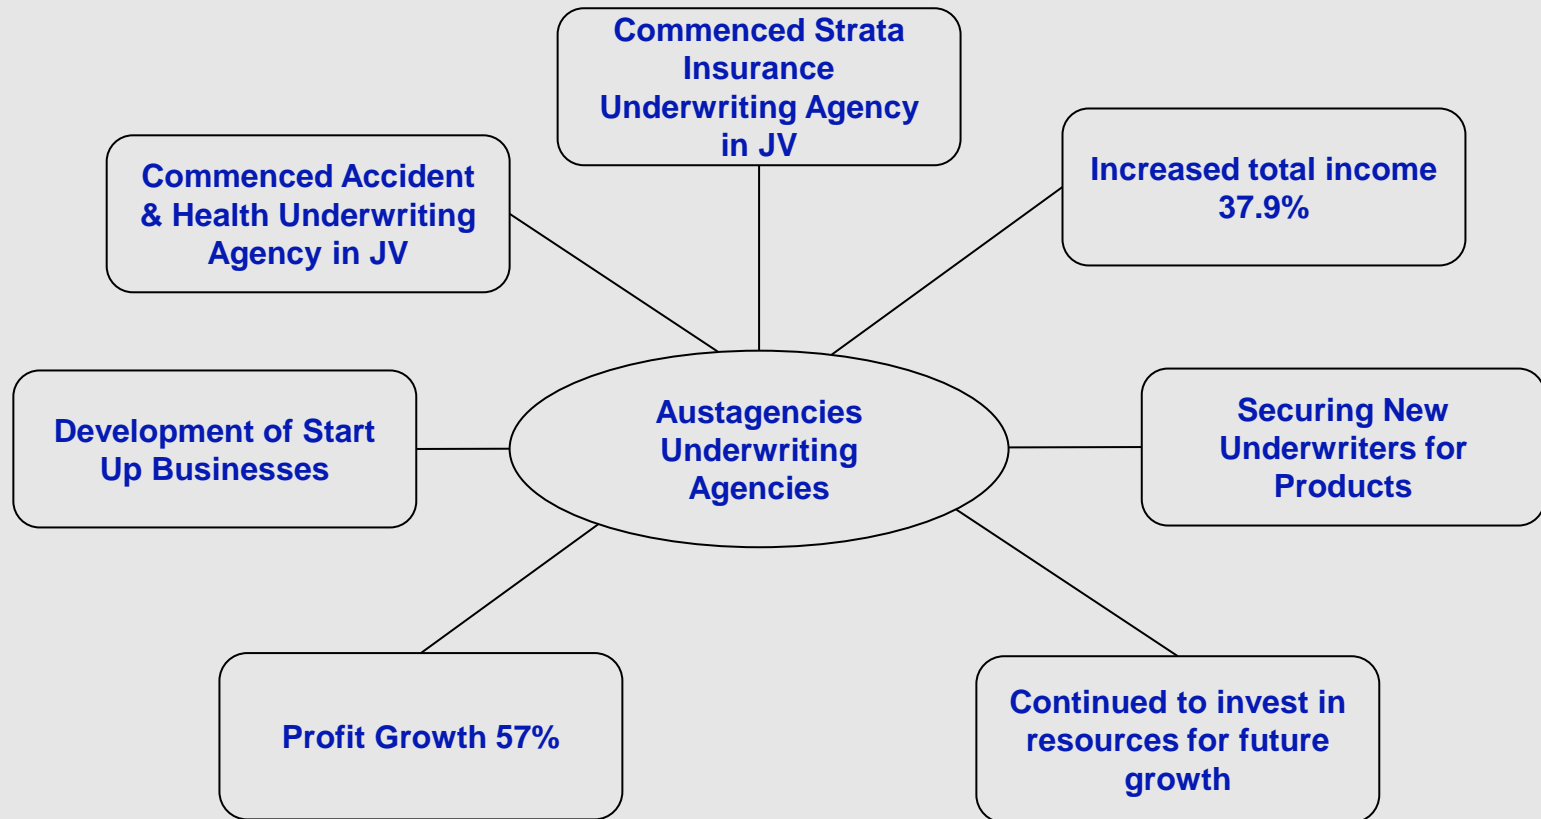 Commenced Strata
Insurance
Underwriting Agency
in JV
Commenced Accident
& Health Underwriting
Agency in JV
Increased total income
37.9%
Development of Start
Up Businesses
Austagencies
Underwriting
Agencies
Securing New
Underwriters for
Products
Profit Growth 57%
Continued to invest in
resources for future
growth